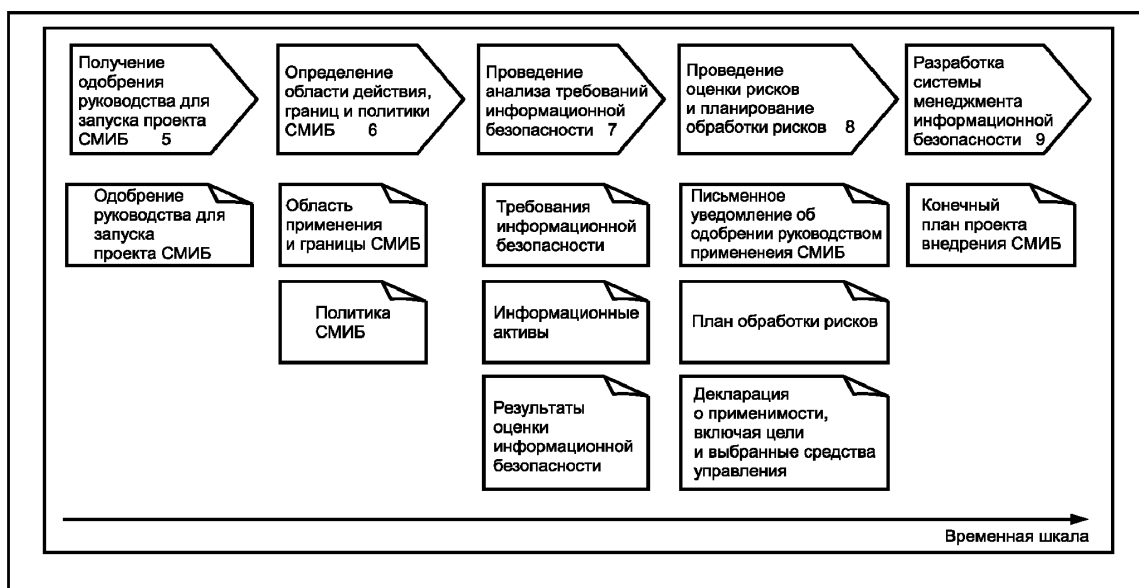 Получение
одобрения
руководства для
запуска проекта
СМИБ 5
Определение
области действия,
границ и политики
СМИБ 6
Проведение
анализа требований
информационной
безопасности 7
Проведение
оценки рисков
и планирование
обработки рисков 8
Разработка
системы
менеджмента
информационной
безопасности 9
Одобрение
руководства для
запуска
проекта СМИБ
Область
применения
и границы СМИБ
Требования
информационной
безопасности
Письменное
уведомление об
одобрении руководством
примененеия СМИБ
Конечный
план проекта
внедрения СМИБ
Политика
СМИБ
Информационные
активы
План обработки рисков
Результаты
оценки
информационной
безопасности
Декларация
о применимости,
включая цели
и выбранные средства
управления
Временная шкала